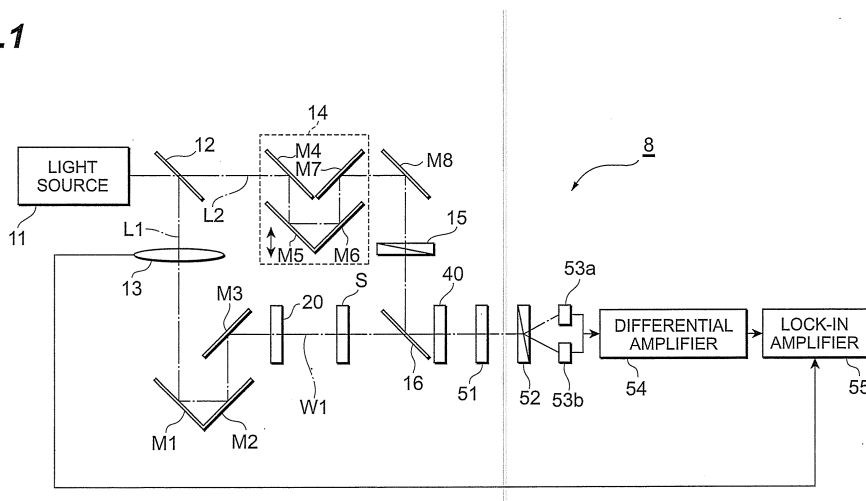 .1
14
12
M4
M7
M8
8
LIGHT
SOURCE
11
L2
L1
15
M5
M6
13
S
53a
20
40
M3
DIFFERENTIAL
AMPLIFIER
LOCK-IN
AMPLIFIER
16
51
52
53b
54
55
W1
M1
M2